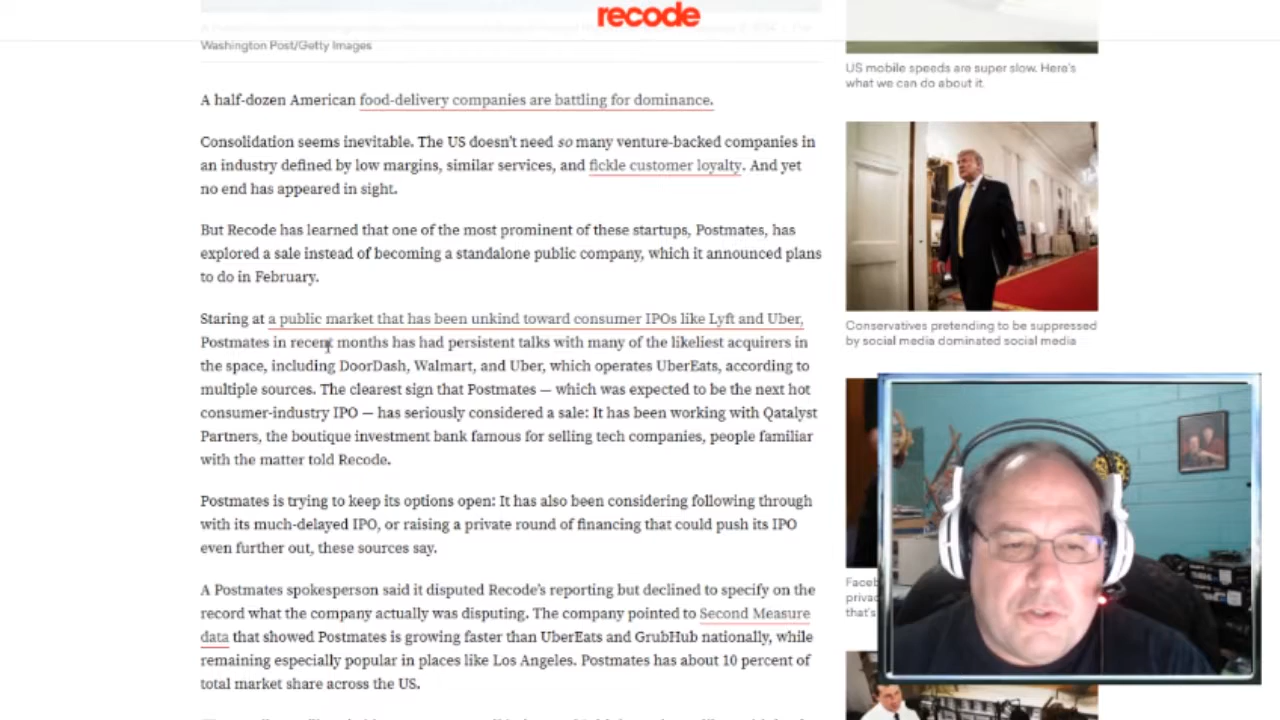 recode
Washington Post/Getty Images
A half-dozen American food-delivery companies are battling for dominance.
Consolidation seems inevitable. The US doesn't need so many venture-backed companies in
an industry defined by low margins, similar services, and fickle customer loyalty. And yet
no end has appeared in sight.
But Recode has learned that one of the most prominent of these startups, Postmates, has
explored a sale instead of becoming a standalone public company, which it announced plans
to do in February.
Staring at a public market that has been unkind toward consumer IPOs like Lyft and Uber,
Postmates in recent months has had persistent talks with many of the likeliest acquirers in
the space, including DoorDash, Walmart, and Uber, which operates UberEats, according to
multiple sources. The clearest sign that Postmates — which was expected to be the next hot
consumer-industry IPO — has seriously considered a sale: It has been working with Qatalyst
Partners, the boutique investment bank famous for selling tech companies, people familiar
with the matter told Recode.
Postmates is trying to keep its options open: It has also been considering following through
with its much-delayed IPO, or raising a private round of financing that could push its IPO
even further out, these sources say.
A Postmates spokesperson said it disputed Recode's reporting but declined to specify on the
record what the company actually was disputing. The company pointed to Second Measure
data that showed Postmates is growing faster than UberEats and GrubHub nationally, while
remaining especially popular in places like Los Angeles. Postmates has about 10 percent of
total market share across the US.
US mobile speeds are super slow. Here's
what we can do about it.
Conservatives pretending to be suppressed
by social media dominated social media
Faceb
priva
that's